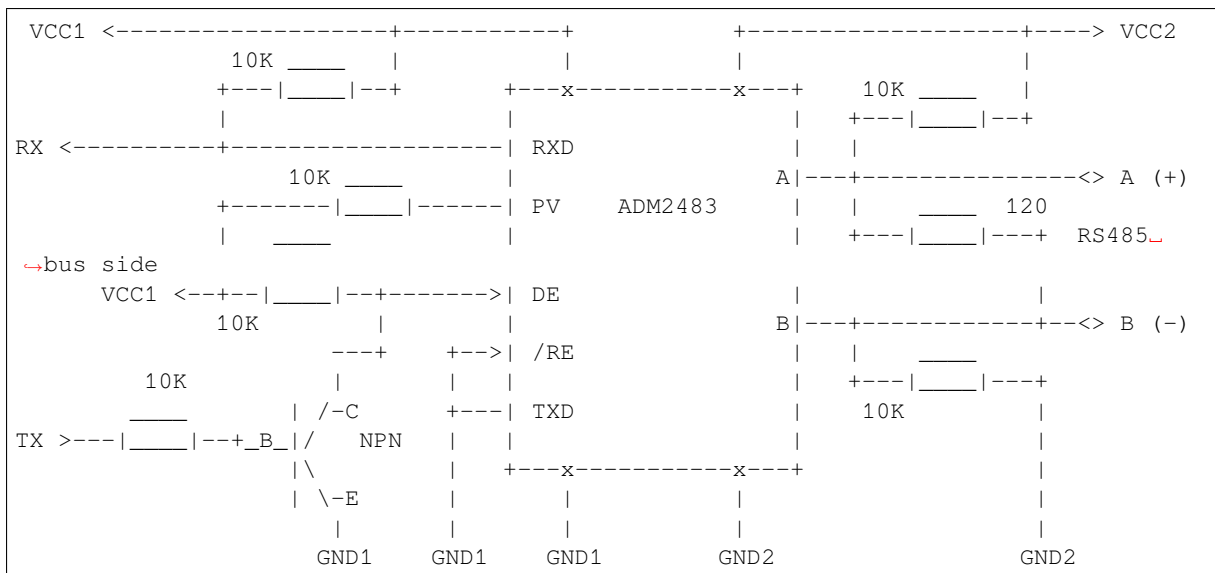 VCC1 <--------------------+------------+ +--------------------+----> VCC2
10K ____ | | | |
+---|____|--+ +---x-----------x---+ 10K ____ |
| | | +---|____|--+
RX <----------+--------------------| RXD | |
10K ____ | A|---+---------------<> A (+)
+-------|____|------| PV ADM2483 | | ____ 120
| ____ | | +---|____|---+ RS485␣
↪bus side
VCC1 <--+--|____|--+------->| DE | |
10K | | B|---+------------+--<> B (-)
---+ +-->| /RE | | ____
10K | | | | +---|____|---+
____ | /-C +---| TXD | 10K |
TX >---|____|--+_B_|/ NPN | | | |
|\ | +---x-----------x---+ |
| \-E | | | |
| | | | |
GND1 GND1 GND1 GND2 GND2